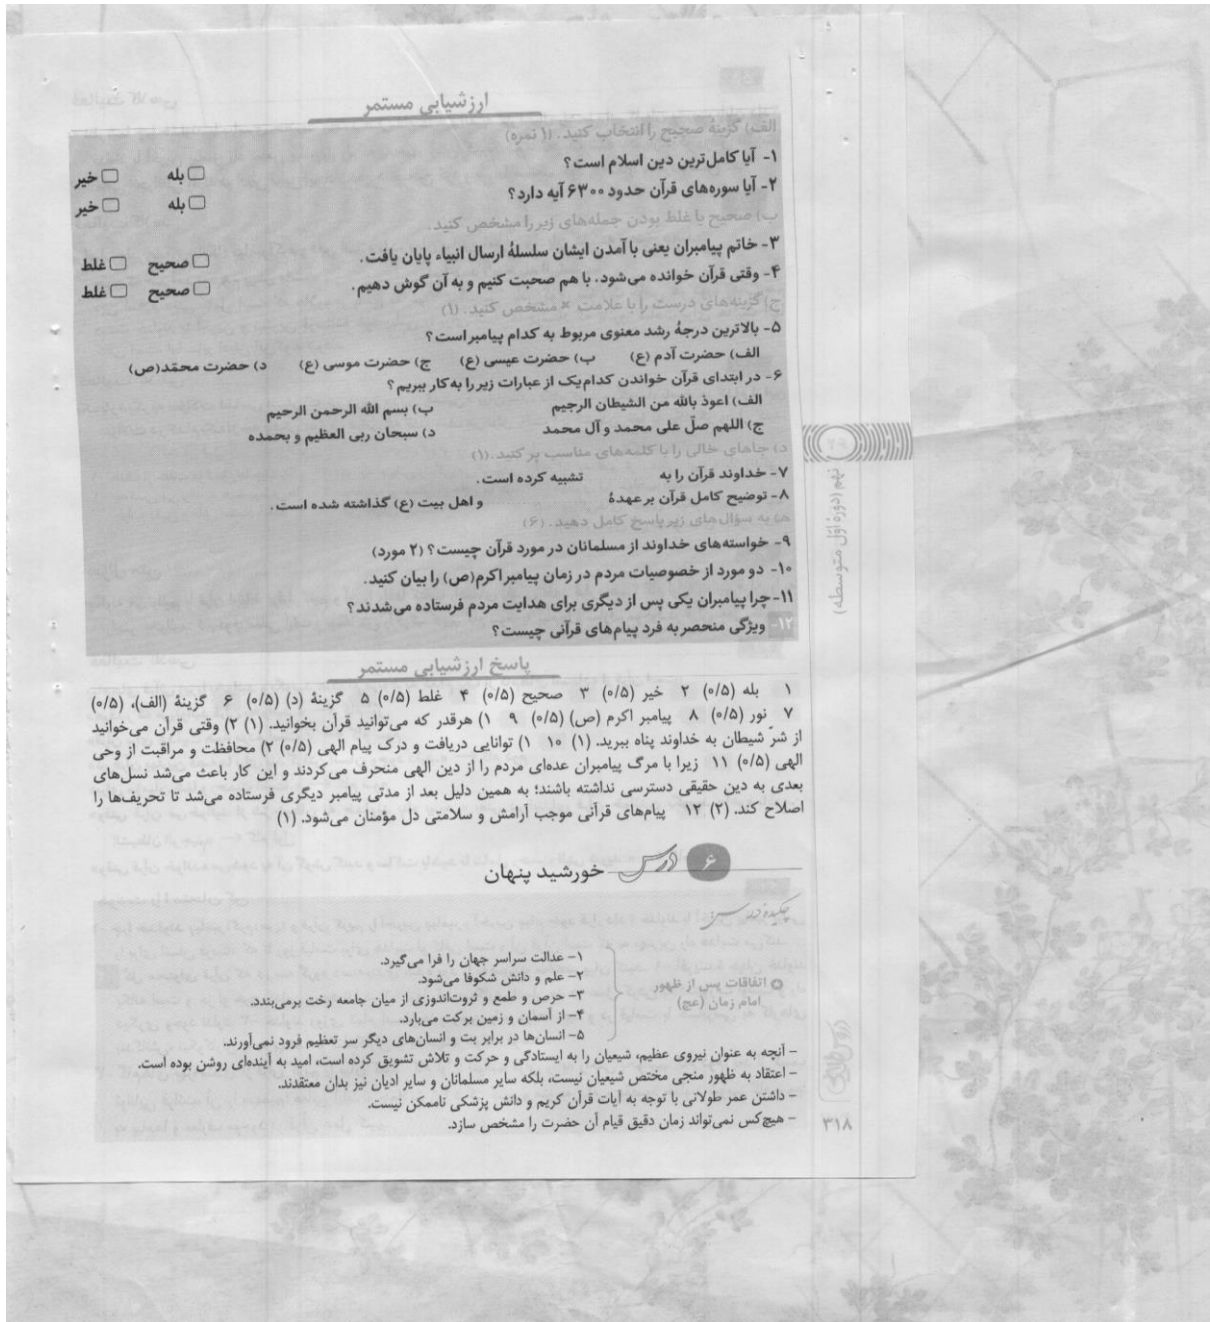 ارزشیابی مستمر
الف) گزینهٔ صحیح را انتخاب کنید. (۱ نمره)
۱- آیا کامل‌ترین دین اسلام است؟ بله خیر
۲- آیا سوره‌های قرآن حدود ۶۳۰۰ آیه دارد؟ بله خیر
ب) صحیح یا غلط بودن جمله‌های زیر را مشخص کنید.
۳- خاتم پیامبران یعنی با آمدن ایشان سلسلهٔ ارسال انبیاء پایان یافت. صحیح غلط
۴- وقتی قرآن خوانده می‌شود. با هم صحبت کنیم و به آن گوش دهیم. صحیح غلط
ج) گزینه‌های درست را با علامت × مشخص کنید. (۱)
۵- بالاترین درجهٔ رشد معنوی مربوط به کدام پیامبر است؟
الف) حضرت آدم (ع) ب) حضرت عیسی (ع) ج) حضرت موسی (ع) د) حضرت محمّد(ص)
۶- در ابتدای قرآن خواندن کدام‌یک از عبارات زیر را به‌کار ببریم؟
الف) اعوذ بالله من الشیطان الرجیم ب) بسم الله الرحمن الرحیم
ج) اللهم صلّ علی محمد و آل محمد د) سبحان ربی العظیم و بحمده
د) جاهای خالی را با کلمه‌های مناسب پر کنید. (۱)
۷- خداوند قرآن را به تشبیه کرده است.
۸- توضیح کامل قرآن بر عهدهٔ و اهل بیت (ع) گذاشته شده است.
ه) به سؤال‌های زیر پاسخ کامل دهید. (۶)
۹- خواسته‌های خداوند از مسلمانان در مورد قرآن چیست؟ (۲ مورد)
۱۰- دو مورد از خصوصیات مردم در زمان پیامبر اکرم(ص) را بیان کنید.
۱۱- چرا پیامبران یکی پس از دیگری برای هدایت مردم فرستاده می‌شدند؟
۱۲- ویژگی منحصر به فرد پیام‌های قرآنی چیست؟
نهم (دورهٔ اوّل متوسطه)
پاسخ ارزشیابی مستمر
۱ بله (۰/۵) ۲ خیر (۰/۵) ۳ صحیح (۰/۵) ۴ غلط (۰/۵) ۵ گزینهٔ (د) (۰/۵) ۶ گزینهٔ (الف)، (۰/۵)
۷ نور (۰/۵) ۸ پیامبر اکرم (ص) (۰/۵) ۹ ۱) هرقدر که می‌توانید قرآن بخوانید. (۱) ۲) وقتی قرآن می‌خوانید
از شرّ شیطان به خداوند پناه ببرید. (۱) ۱۰ ۱) توانایی دریافت و درک پیام الهی (۰/۵) ۲) محافظت و مراقبت از وحی
الهی (۰/۵) ۱۱ زیرا با مرگ پیامبران عده‌ای مردم را از دین الهی منحرف می‌کردند و این کار باعث می‌شد نسل‌های
بعدی به دین حقیقی دسترسی نداشته باشند؛ به همین دلیل بعد از مدتی پیامبر دیگری فرستاده می‌شد تا تحریف‌ها را
اصلاح کند. (۲) ۱۲ پیام‌های قرآنی موجب آرامش و سلامتی دل مؤمنان می‌شود. (۱)
درس ۶ خورشید پنهان
چکیده درس
اتفاقات پس از ظهور
امام زمان (عج)
۱- عدالت سراسر جهان را فرا می‌گیرد.
۲- علم و دانش شکوفا می‌شود.
۳- حرص و طمع و ثروت‌اندوزی از میان جامعه رخت برمی‌بندد.
۴- از آسمان و زمین برکت می‌بارد.
۵- انسان‌ها در برابر بت و انسان‌های دیگر سر تعظیم فرود نمی‌آورند.
– آنچه به عنوان نیروی عظیم، شیعیان را به ایستادگی و حرکت و تلاش تشویق کرده است، امید به آینده‌ای روشن بوده است.
– اعتقاد به ظهور منجی مختص شیعیان نیست، بلکه سایر مسلمانان و سایر ادیان نیز بدان معتقدند.
– داشتن عمر طولانی با توجه به آیات قرآن کریم و دانش پزشکی ناممکن نیست.
– هیچ‌کس نمی‌تواند زمان دقیق قیام آن حضرت را مشخص سازد.
۳۱۸